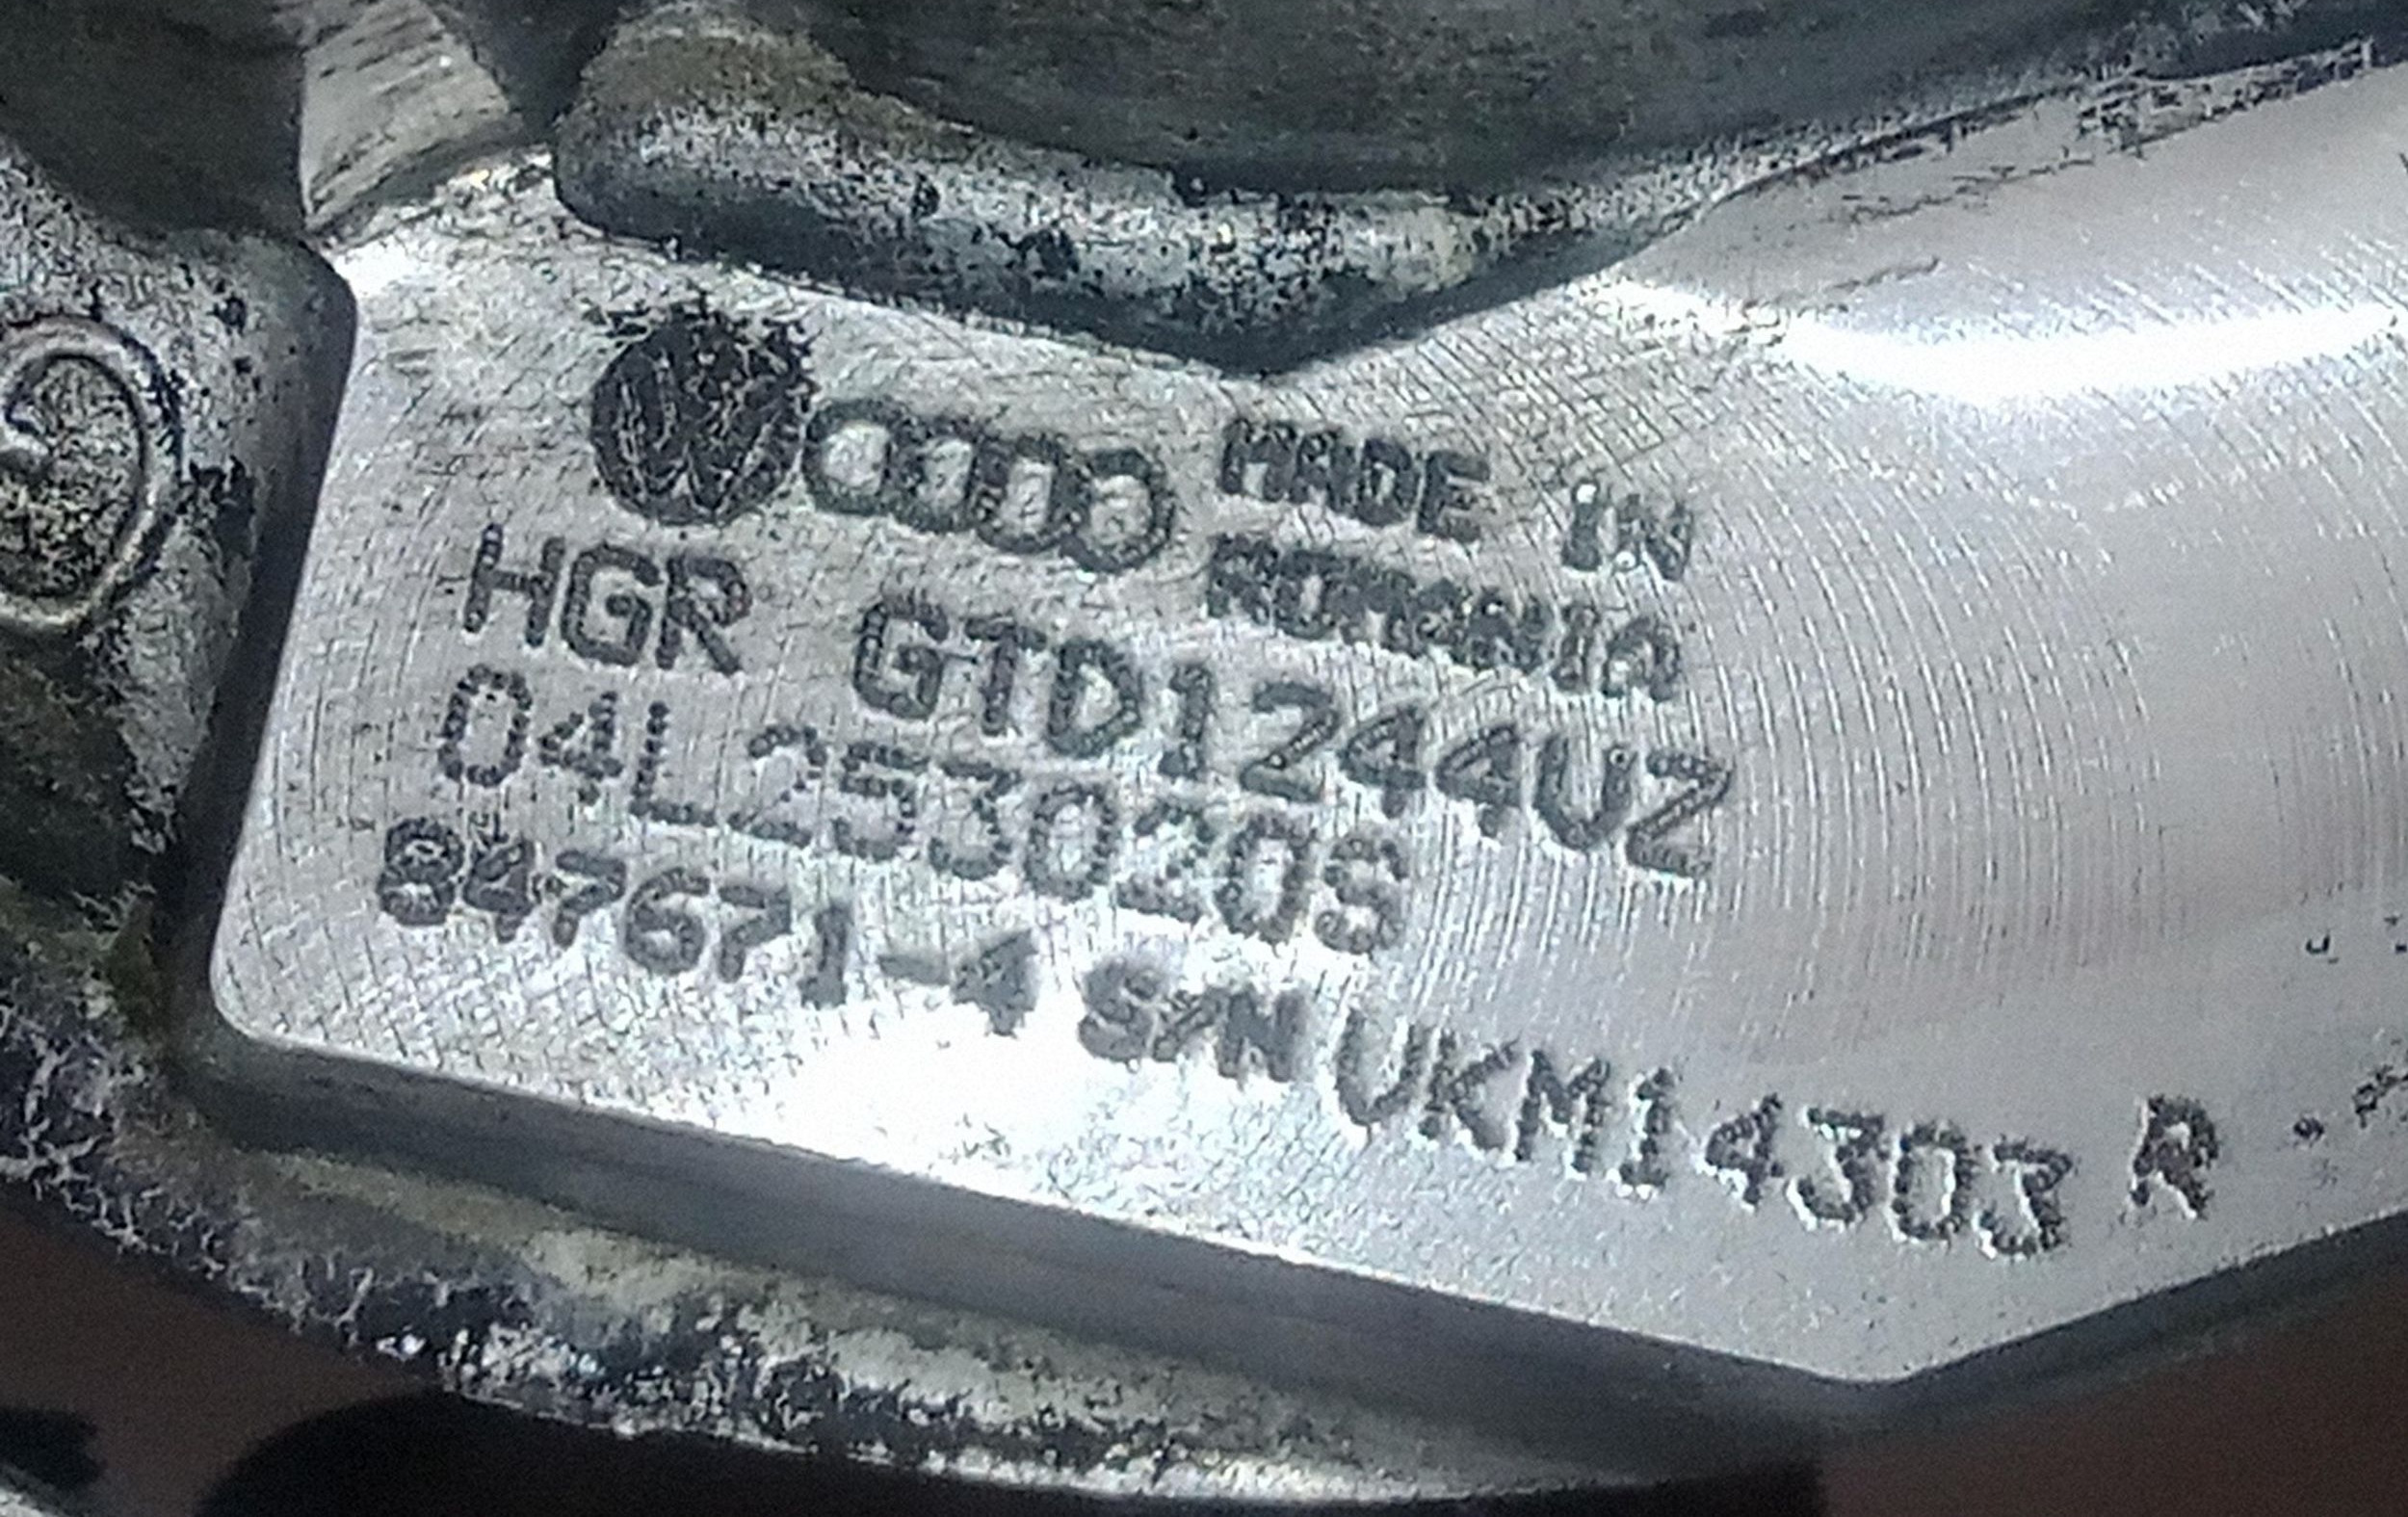 MADE IN
ROMANIA
HGR GTD1244VZ
04L253020S
847671-4 S/N UKM14303 R